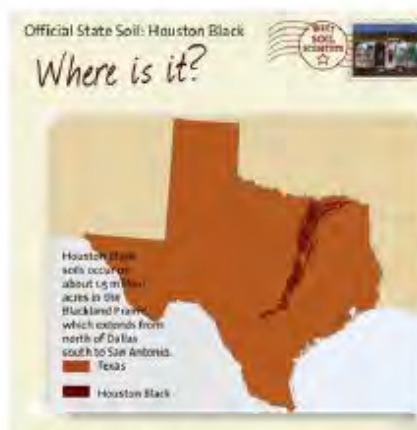 Official State Soil: Houston Black
Where is it?
SOIL
Houston Black
soils occur on
about 1.5 million
acres in the
Blackland Prairie,
which extends from
north of Dallas
south to San Antonio.
Texas
Houston Black